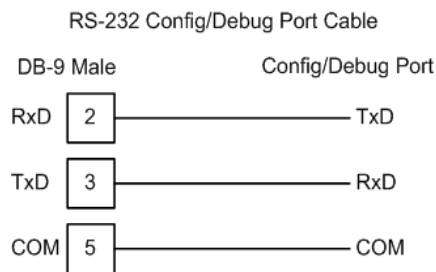 RS-232 Config/Debug Port Cable
DB-9 Male Config/Debug Port
RxD 2 TxD
TxD 3 RxD
COM 5 COM